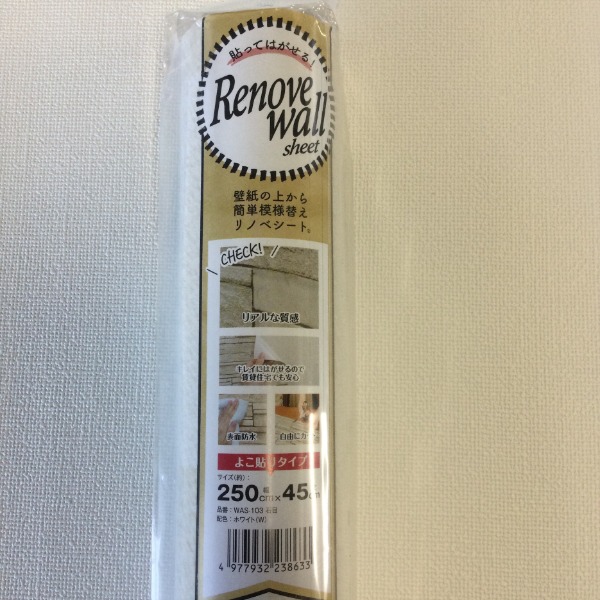 貼ってはがせる!
Renove
wall
sheet
壁紙の上から
簡単模様替え
リノベシート。
CHECK!
リアルな質感
キレイにはがせるので
賃貸住宅でも安心
表面防水
自由に
よこ貼りタイプ
サイズ(約):
250cm×45cm
品番: WAS-103 石目
配色: ホワイト(W)
4 977932 238633